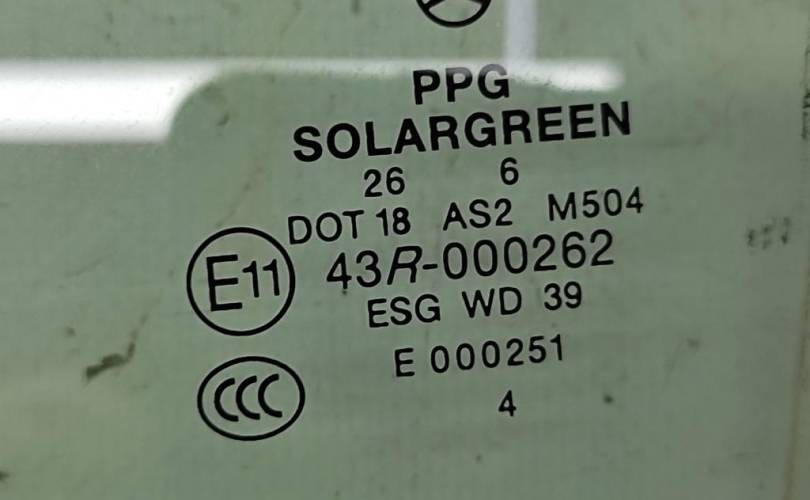 PPG
SOLARGREEN
26 6
DOT 18 AS2 M504
E11 43R-000262
ESG WD 39
E 000251
CCC
4